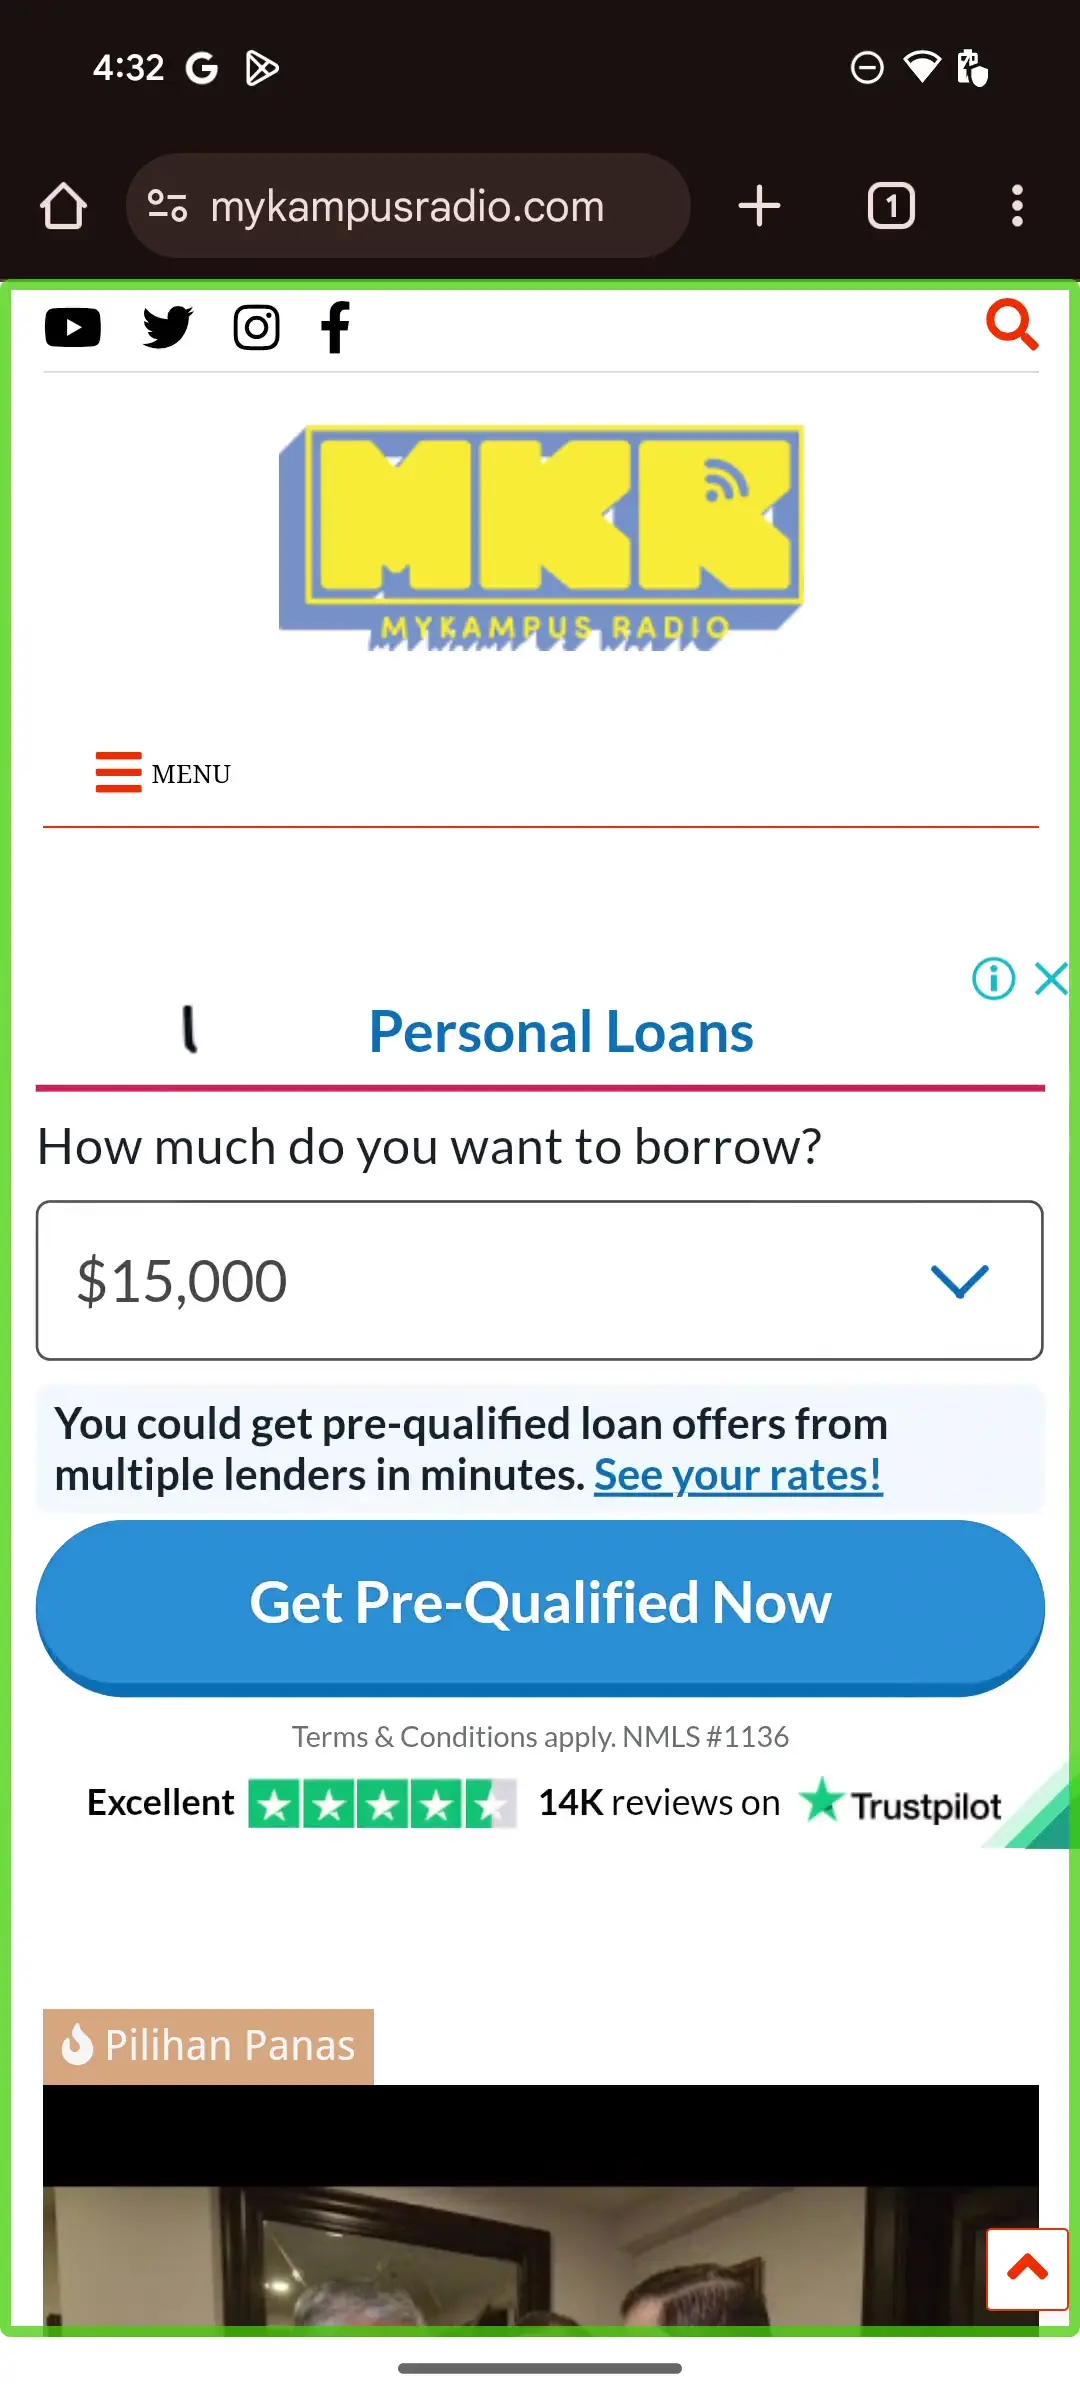 4:32
mykampusradio.com
1
MKR
MYKAMPUS RADIO
MENU
Personal Loans
How much do you want to borrow?
$15,000
You could get pre-qualified loan offers from
multiple lenders in minutes. See your rates!
Get Pre-Qualified Now
Terms & Conditions apply. NMLS #1136
Excellent 14K reviews on Trustpilot
Pilihan Panas